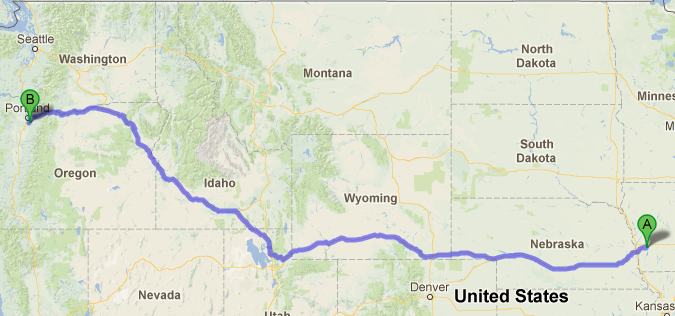 Seattle
Washington
Montana
North
Dakota
Minnes
B
Portland
M
South
Dakota
Oregon
Idaho
Wyoming
A
Nebraska
Nevada
Denver
United States
Kansas
Utah